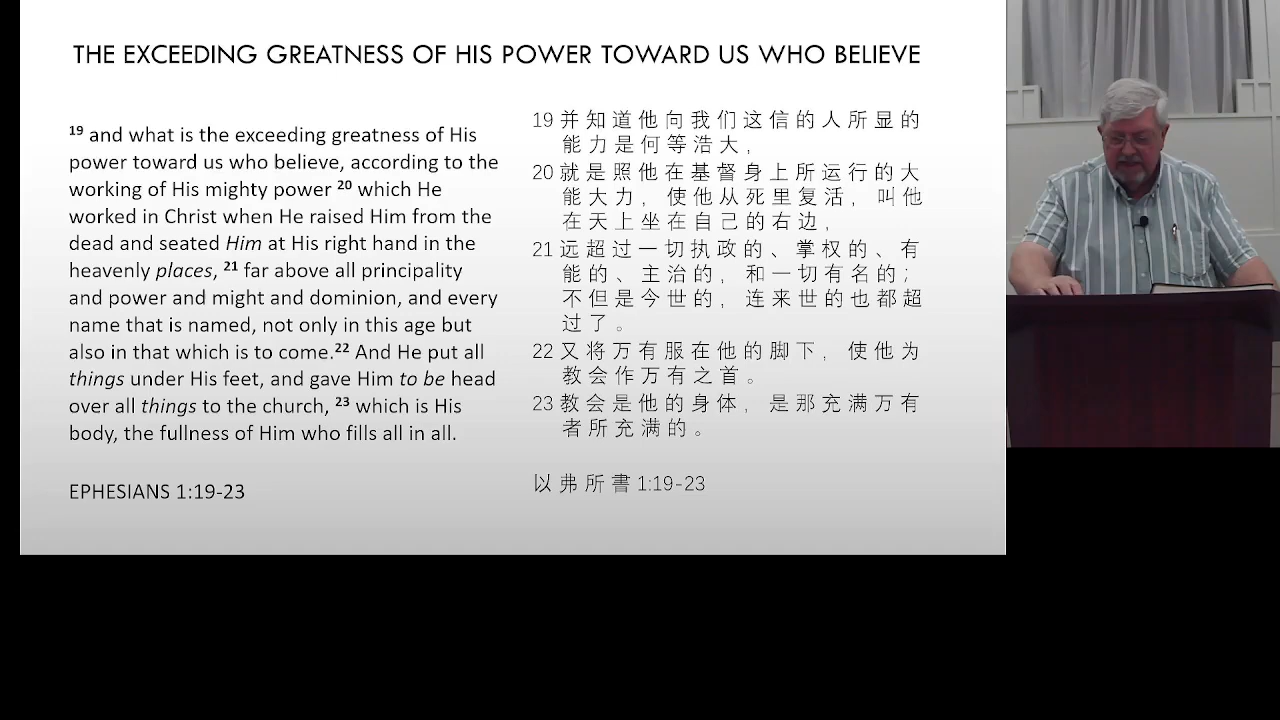 THE EXCEEDING GREATNESS OF HIS POWER TOWARD US WHO BELIEVE
19 and what is the exceeding greatness of His
power toward us who believe, according to the
working of His mighty power 20 which He
worked in Christ when He raised Him from the
dead and seated Him at His right hand in the
heavenly places, 21 far above all principality
and power and might and dominion, and every
name that is named, not only in this age but
also in that which is to come.22 And He put all
things under His feet, and gave Him to be head
over all things to the church, 23 which is His
body, the fullness of Him who fills all in all.
EPHESIANS 1:19-23
19 并知道他向我们这信的人所显的
能力是何等浩大，
20 就是照他在基督身上所运行的大
能大力，使他从死里复活，叫他
在天上坐在自己的右边，
21 远超过一切执政的、掌权的、有
能的、主治的，和一切有名的；
不但是今世的，连来世的也都超
过了。
22 又将万有服在他的脚下，使他为
教会作万有之首。
23 教会是他的身体，是那充满万有
者所充满的。
以弗所書 1:19-23